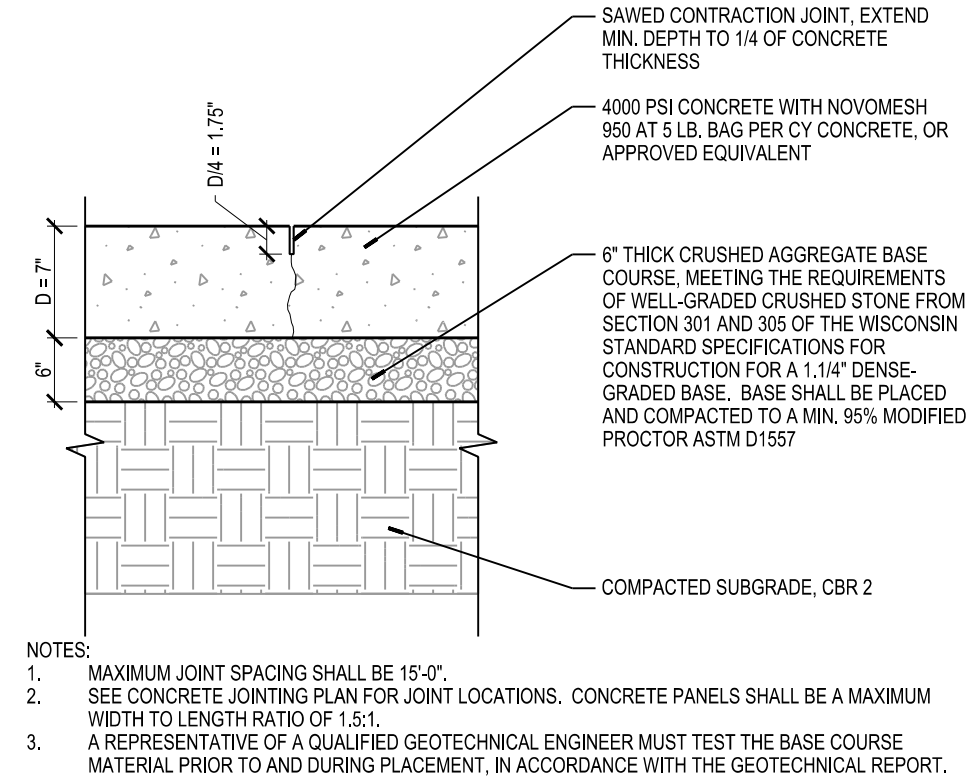 SAWED CONTRACTION JOINT, EXTEND
MIN. DEPTH TO 1/4 OF CONCRETE
THICKNESS
D/4 = 1.75"
4000 PSI CONCRETE WITH NOVOMESH
950 AT 5 LB. BAG PER CY CONCRETE, OR
APPROVED EQUIVALENT
D = 7"
6" THICK CRUSHED AGGREGATE BASE
COURSE, MEETING THE REQUIREMENTS
OF WELL-GRADED CRUSHED STONE FROM
SECTION 301 AND 305 OF THE WISCONSIN
STANDARD SPECIFICATIONS FOR
CONSTRUCTION FOR A 1.1/4" DENSE-
GRADED BASE. BASE SHALL BE PLACED
AND COMPACTED TO A MIN. 95% MODIFIED
PROCTOR ASTM D1557
6"
COMPACTED SUBGRADE, CBR 2
NOTES:
1. MAXIMUM JOINT SPACING SHALL BE 15'-0".
2. SEE CONCRETE JOINTING PLAN FOR JOINT LOCATIONS. CONCRETE PANELS SHALL BE A MAXIMUM
WIDTH TO LENGTH RATIO OF 1.5:1.
3. A REPRESENTATIVE OF A QUALIFIED GEOTECHNICAL ENGINEER MUST TEST THE BASE COURSE
MATERIAL PRIOR TO AND DURING PLACEMENT, IN ACCORDANCE WITH THE GEOTECHNICAL REPORT.